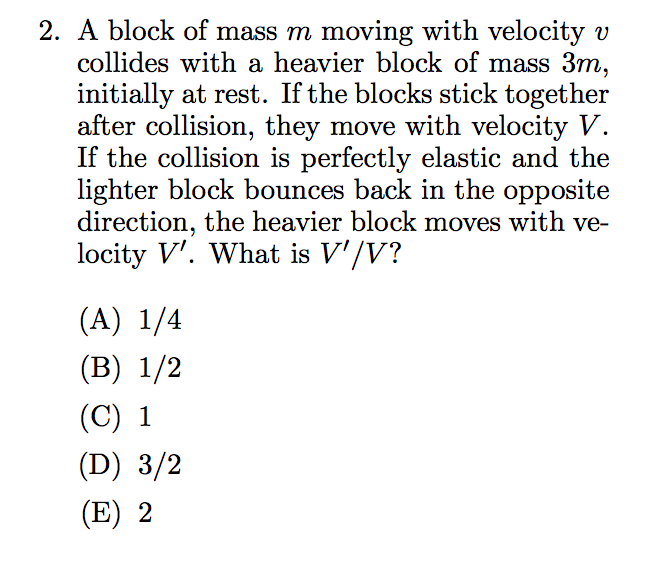 2. A block of mass m moving with velocity v
collides with a heavier block of mass 3m,
initially at rest. If the blocks stick together
after collision, they move with velocity V.
If the collision is perfectly elastic and the
lighter block bounces back in the opposite
direction, the heavier block moves with ve-
locity V′. What is V′/V?
(A) 1/4
(B) 1/2
(C) 1
(D) 3/2
(E) 2